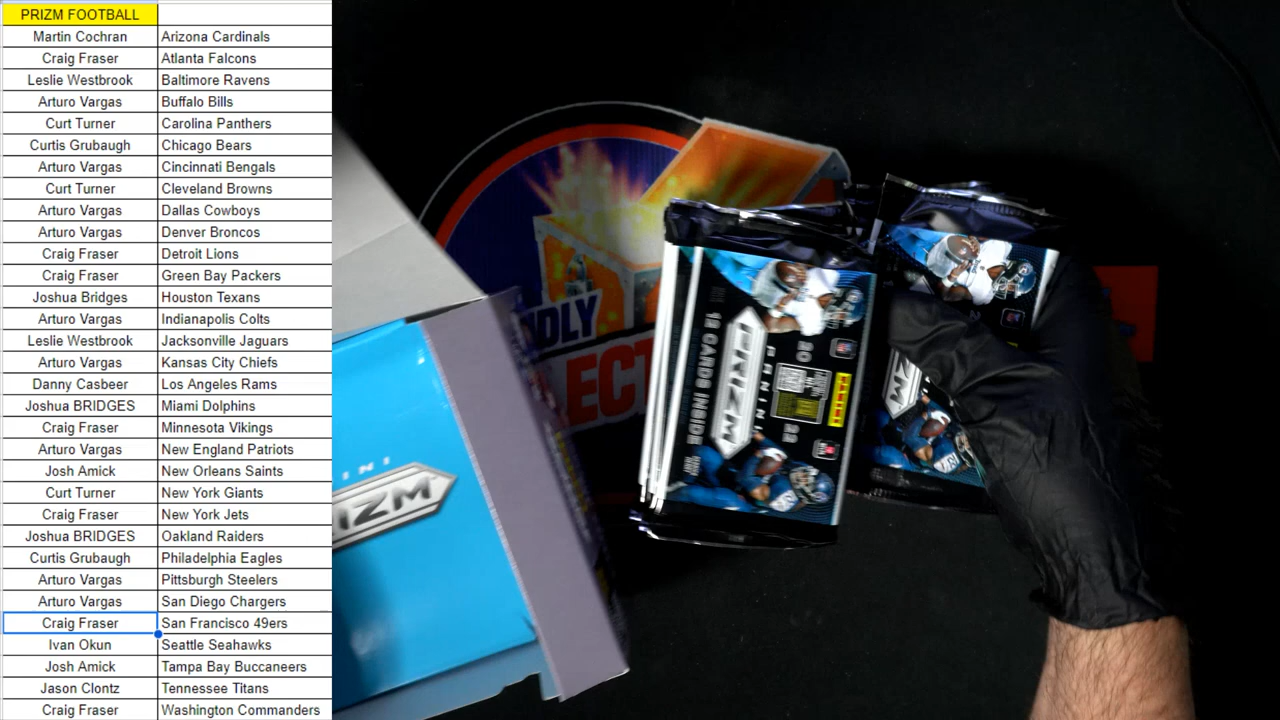 PRIZM FOOTBALL
Martin Cochran Arizona Cardinals
Craig Fraser Atlanta Falcons
Leslie Westbrook Baltimore Ravens
Arturo Vargas Buffalo Bills
Curt Turner Carolina Panthers
Curtis Grubaugh Chicago Bears
Arturo Vargas Cincinnati Bengals
Curt Turner Cleveland Browns
Arturo Vargas Dallas Cowboys
Arturo Vargas Denver Broncos
Craig Fraser Detroit Lions
Craig Fraser Green Bay Packers
Joshua Bridges Houston Texans
Arturo Vargas Indianapolis Colts
Leslie Westbrook Jacksonville Jaguars
Arturo Vargas Kansas City Chiefs
Danny Casbeer Los Angeles Rams
Joshua BRIDGES Miami Dolphins
Craig Fraser Minnesota Vikings
Arturo Vargas New England Patriots
Josh Amick New Orleans Saints
Curt Turner New York Giants
Craig Fraser New York Jets
Joshua BRIDGES Oakland Raiders
Curtis Grubaugh Philadelphia Eagles
Arturo Vargas Pittsburgh Steelers
Arturo Vargas San Diego Chargers
Craig Fraser San Francisco 49ers
Ivan Okun Seattle Seahawks
Josh Amick Tampa Bay Buccaneers
Jason Clontz Tennessee Titans
Craig Fraser Washington Commanders
NDLY
LECT
INI
IZM
PANINI
PRIZM
12 CARDS INSIDE
20
22
PANINI
PRIZM